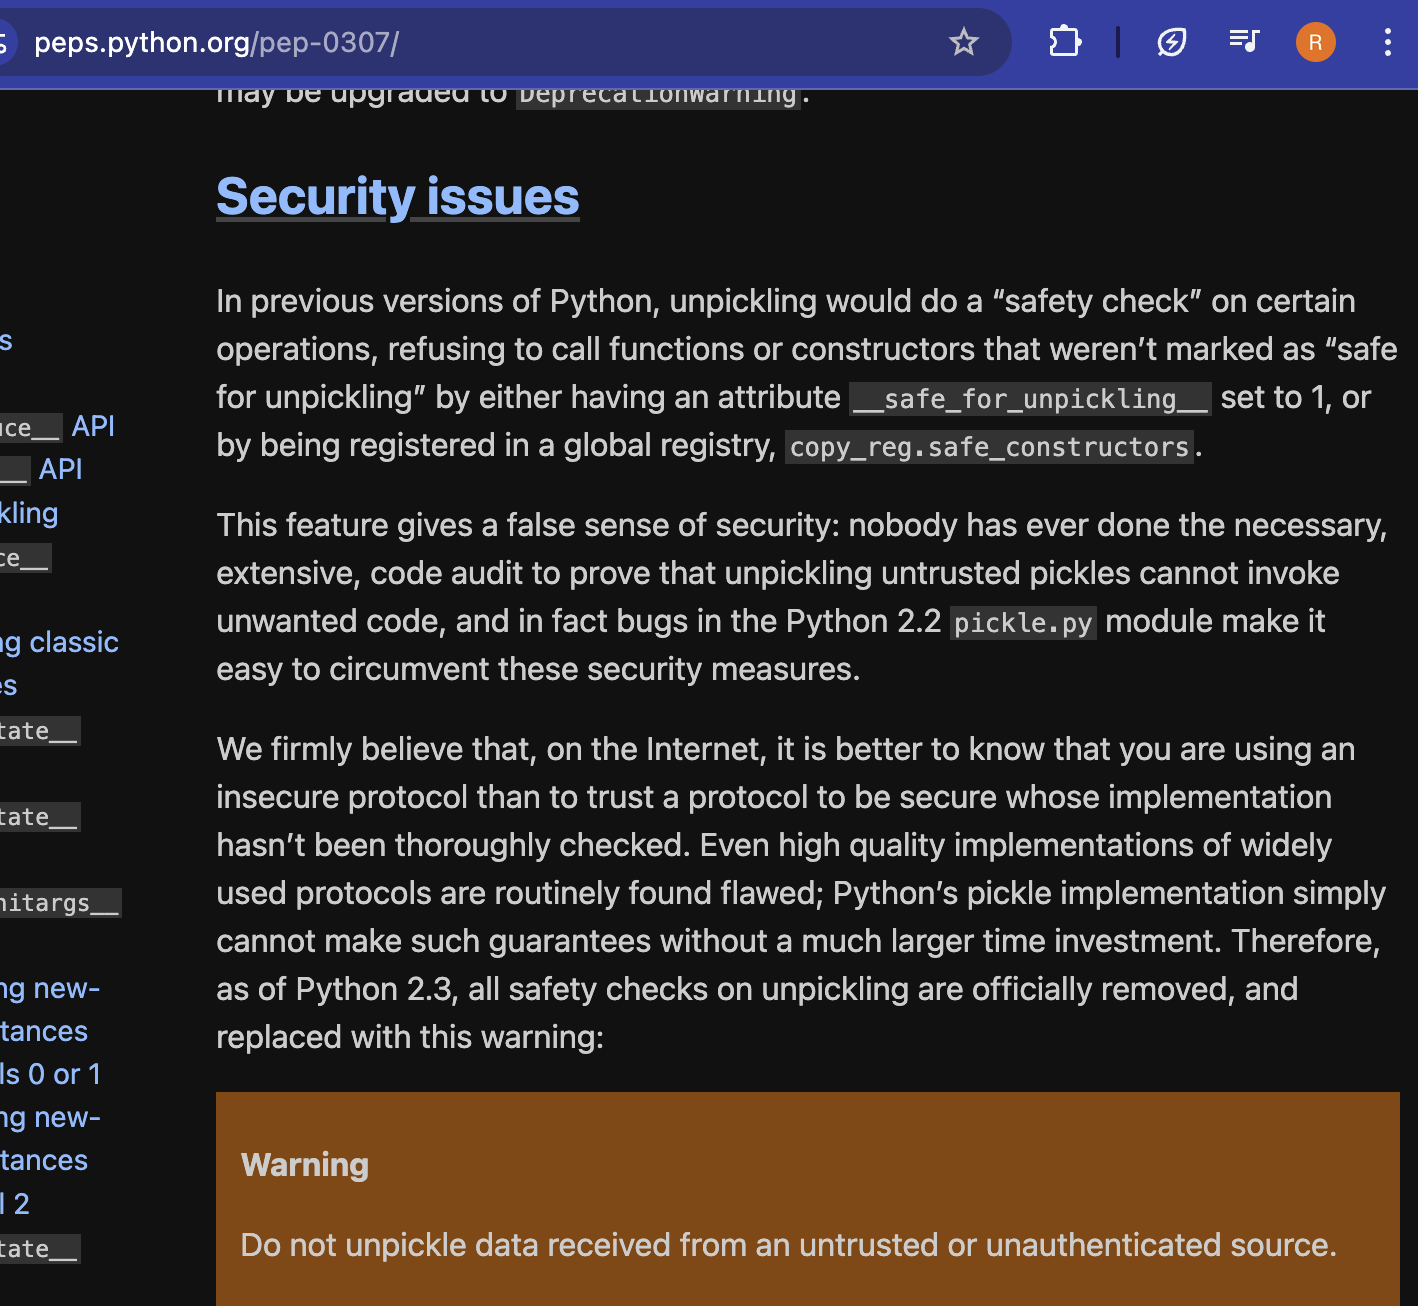 peps.python.org/pep-0307/
R
may be upgraded to DeprecationWarning.
Security issues
In previous versions of Python, unpickling would do a “safety check” on certain
operations, refusing to call functions or constructors that weren’t marked as “safe
for unpickling” by either having an attribute __safe_for_unpickling__ set to 1, or
by being registered in a global registry, copy_reg.safe_constructors.
This feature gives a false sense of security: nobody has ever done the necessary,
extensive, code audit to prove that unpickling untrusted pickles cannot invoke
unwanted code, and in fact bugs in the Python 2.2 pickle.py module make it
easy to circumvent these security measures.
We firmly believe that, on the Internet, it is better to know that you are using an
insecure protocol than to trust a protocol to be secure whose implementation
hasn’t been thoroughly checked. Even high quality implementations of widely
used protocols are routinely found flawed; Python’s pickle implementation simply
cannot make such guarantees without a much larger time investment. Therefore,
as of Python 2.3, all safety checks on unpickling are officially removed, and
replaced with this warning:
Warning
Do not unpickle data received from an untrusted or unauthenticated source.
s
uce__ API
__ API
kling
ce__
ng classic
es
tate__
tate__
nitargs__
ng new-
tances
ls 0 or 1
ng new-
tances
l 2
tate__